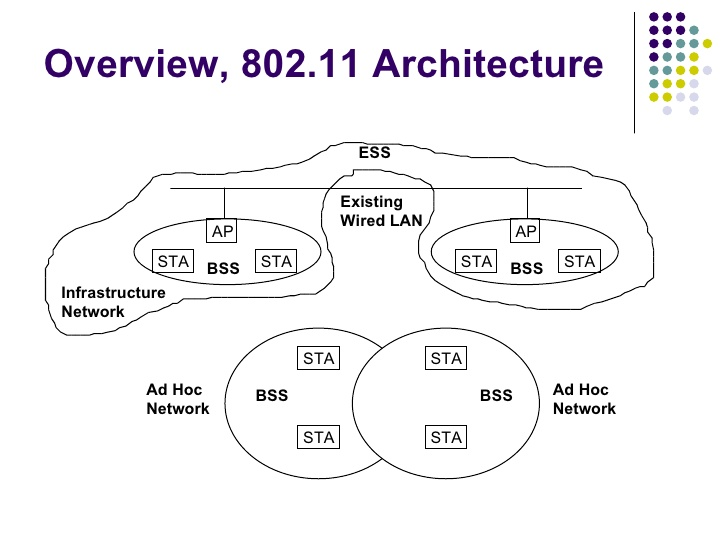 Overview, 802.11 Architecture
ESS
Existing
Wired LAN
AP
AP
STA
BSS
STA
STA
BSS
STA
Infrastructure
Network
STA
STA
Ad Hoc
Network
BSS
BSS
Ad Hoc
Network
STA
STA